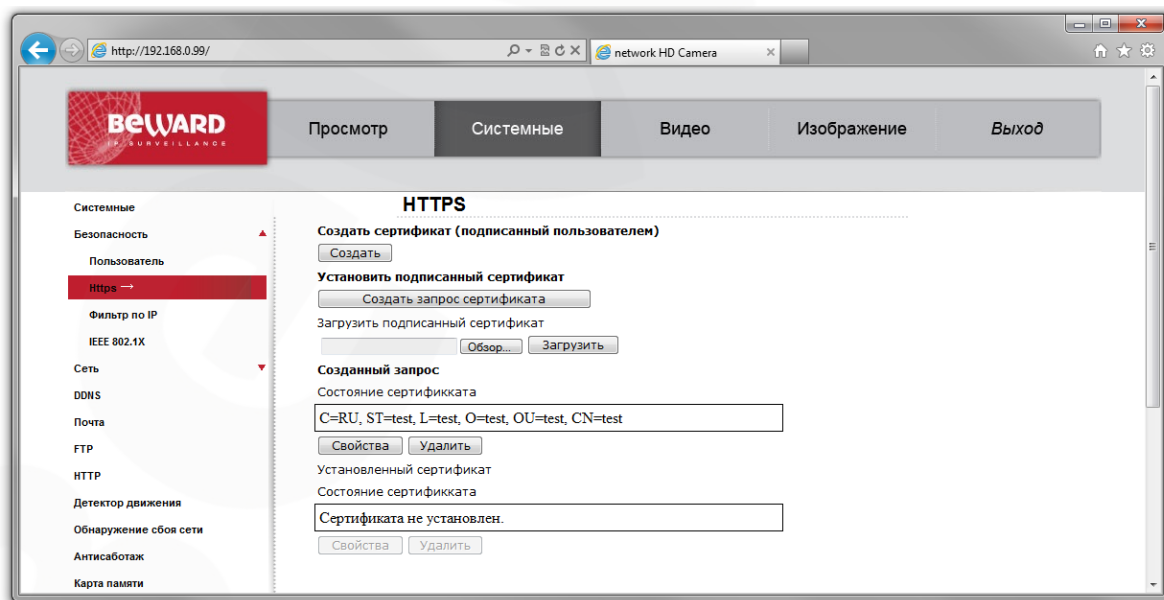 http://192.168.0.99/
network HD Camera
BEWARD
IP SURVEILLANCE
Просмотр
Системные
Видео
Изображение
Выход
Системные
Безопасность
Пользователь
Https →
Фильтр по IP
IEEE 802.1X
Сеть
DDNS
Почта
FTP
HTTP
Детектор движения
Обнаружение сбоя сети
Антисаботаж
Карта памяти
HTTPS
Создать сертификат (подписанный пользователем)
Создать
Установить подписанный сертификат
Создать запрос сертификата
Загрузить подписанный сертификат
Обзор... Загрузить
Созданный запрос
Состояние сертификката
C=RU, ST=test, L=test, O=test, OU=test, CN=test
Свойства Удалить
Установленный сертификат
Состояние сертификката
Сертификата не установлен.
Свойства Удалить